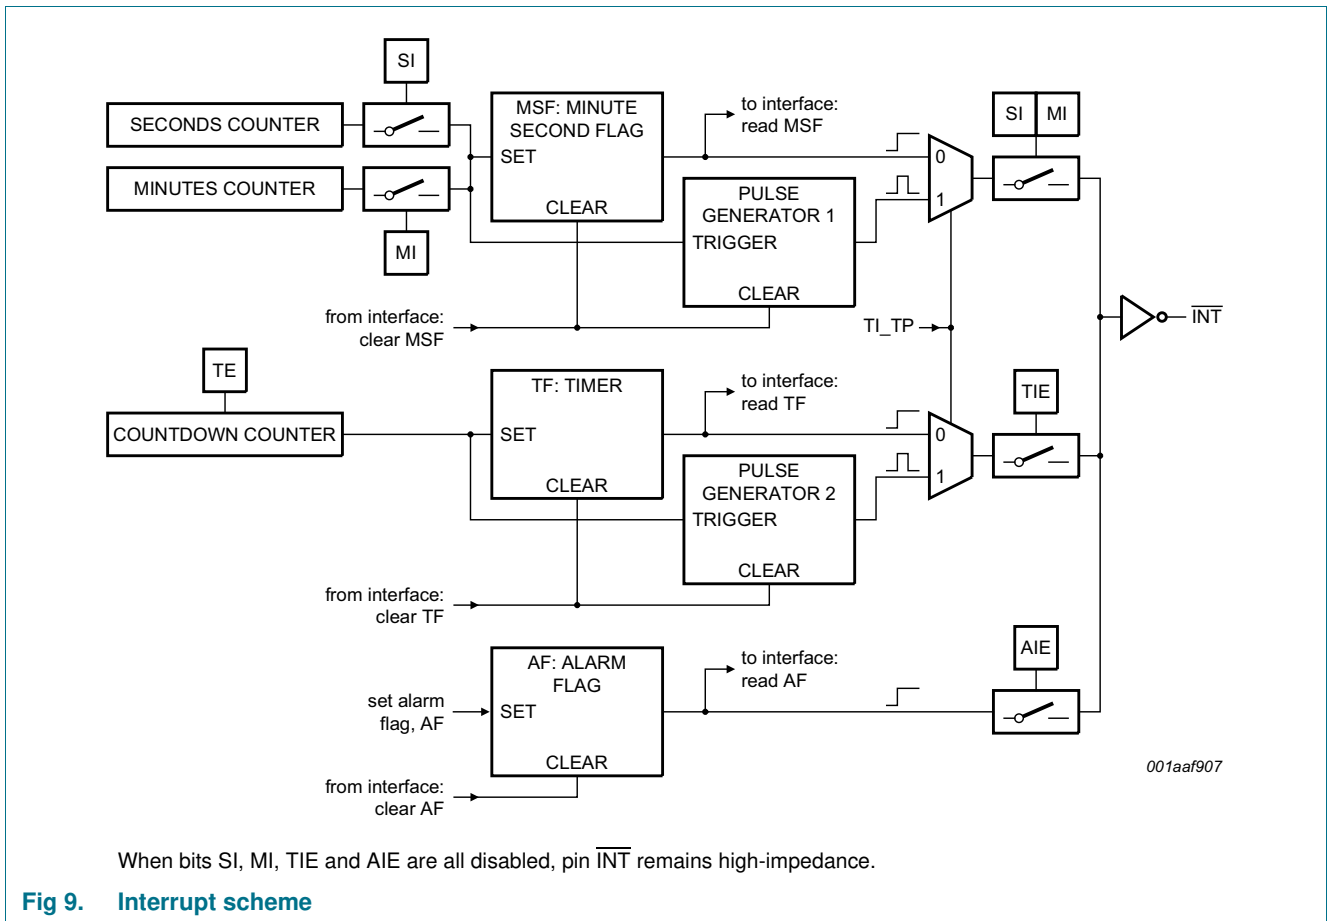 SI
SECONDS COUNTER
MINUTES COUNTER
MI
MSF: MINUTE
SECOND FLAG
SET
CLEAR
to interface:
read MSF
PULSE
GENERATOR 1
TRIGGER
CLEAR
0
1
SI MI
from interface:
clear MSF
TI_TP
INT
TE
COUNTDOWN COUNTER
TF: TIMER
SET
CLEAR
to interface:
read TF
PULSE
GENERATOR 2
TRIGGER
CLEAR
0
1
TIE
from interface:
clear TF
AF: ALARM
FLAG
SET
CLEAR
set alarm
flag, AF
to interface:
read AF
AIE
from interface:
clear AF
001aaf907
When bits SI, MI, TIE and AIE are all disabled, pin INT remains high-impedance.
Fig 9. Interrupt scheme